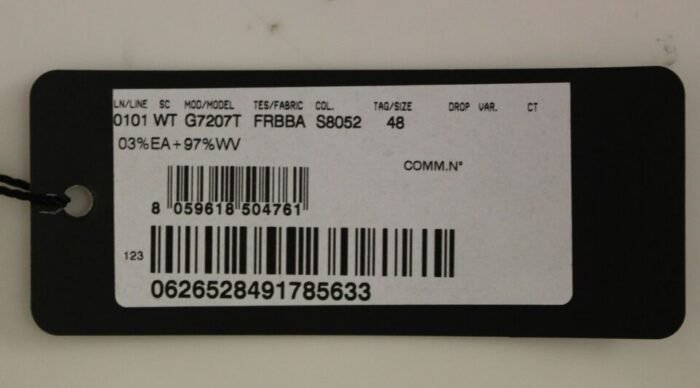 LN/LINE SC MOD/MODEL TES/FABRIC COL. TAG/SIZE DROP VAR. CT
0101 WT G7207T FRBBA S8052 48
03%EA+97%WV
COMM.N°
8 059618 504761
123
0626528491785633